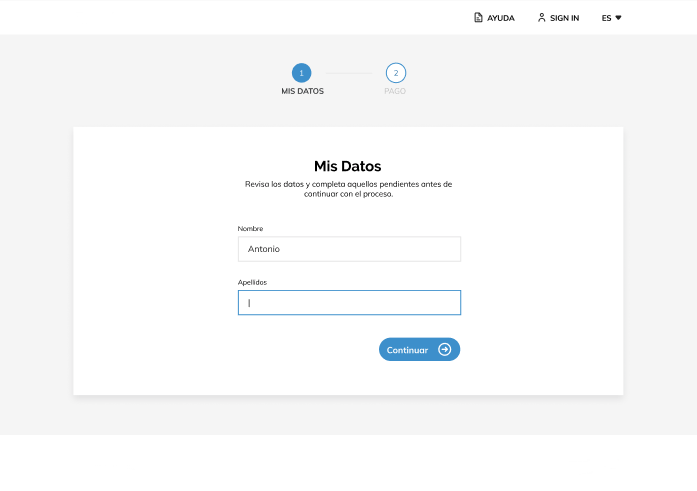 AYUDA SIGN IN ES
1 2
MIS DATOS PAGO
Mis Datos
Revisa los datos y completa aquellos pendientes antes de
continuar con el proceso.
Nombre
Antonio
Apellidos
Continuar